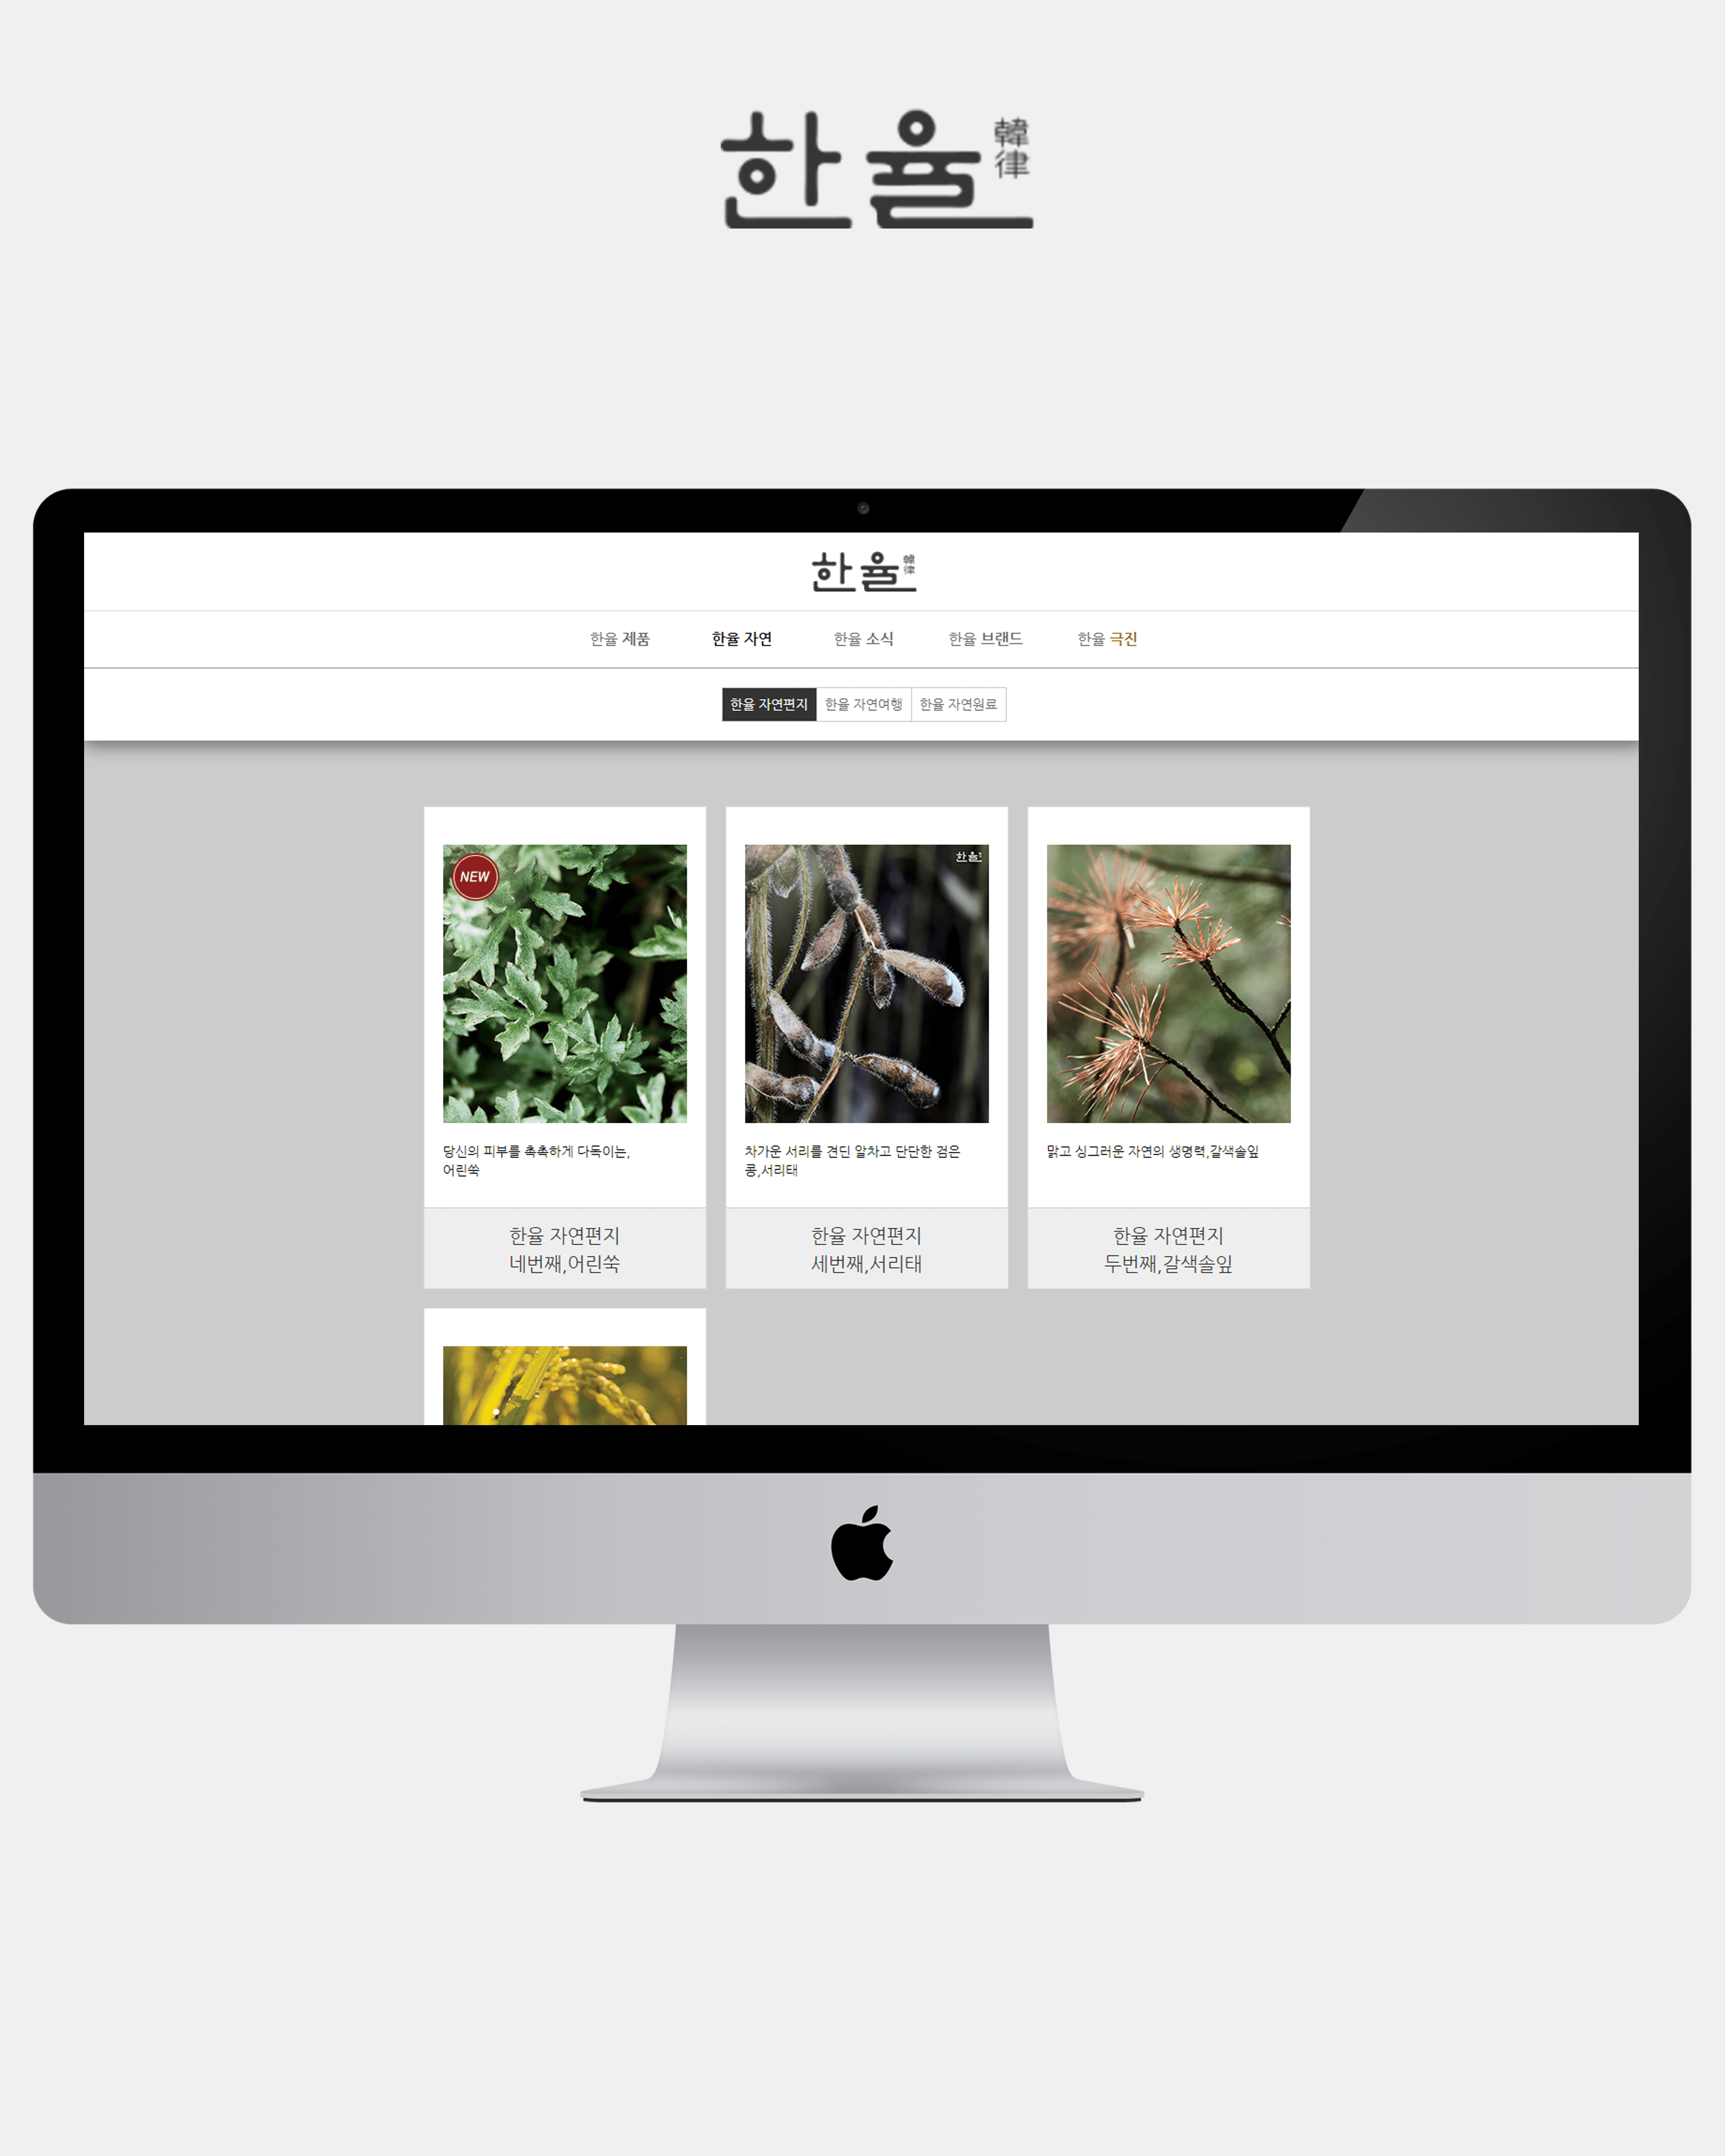 한율 韓律
한율 韓律
한율 제품 한율 자연 한율 소식 한율 브랜드 한율 극진
한율 자연편지 한율 자연여행 한율 자연원료
NEW
한율
당신의 피부를 촉촉하게 다독이는,
어린쑥
차가운 서리를 견딘 알차고 단단한 검은
콩,서리태
맑고 싱그러운 자연의 생명력,갈색솔잎
한율 자연편지
네번째,어린쑥
한율 자연편지
세번째,서리태
한율 자연편지
두번째,갈색솔잎